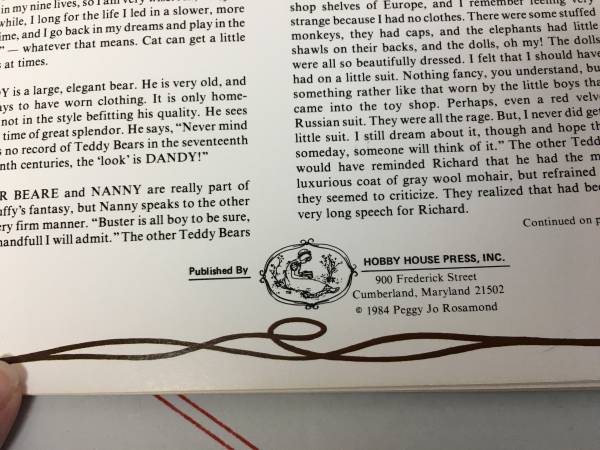 in my nine lives, so I am very
while, I long for the life I led in a slower, more
ime, and I go back in my dreams and play in the
" — whatever that means. Cat can get a little
at times.
Y is a large, elegant bear. He is very old, and
ys to have worn clothing. It is only home-
not in the style befitting his quality. He sees
time of great splendor. He says, "Never mind
s no record of Teddy Bears in the seventeenth
nth centuries, the 'look' is DANDY!"
R BEARE and NANNY are really part of
uffy's fantasy, but Nanny speaks to the other
ery firm manner. "Buster is all boy to be sure,
handfull I will admit." The other Teddy Bears
shop shelves of Europe, and I remember feeling very
strange because I had no clothes. There were some stuffed
monkeys, they had caps, and the elephants had little
shawls on their backs, and the dolls, oh my! The dolls
were all so beautifully dressed. I felt that I should have
had on a little suit. Nothing fancy, you understand, bu
something rather like that worn by the little boys tha
came into the toy shop. Perhaps, even a red velv
Russian suit. They were all the rage. But, I never did ge
little suit. I still dream about it, though and hope th
someday, someone will think of it." The other Tedd
would have reminded Richard that he had the m
luxurious coat of gray wool mohair, but refrained
they seemed to criticize. They realized that had bee
very long speech for Richard.
Continued on p
Published By
HOBBY HOUSE PRESS, INC.
900 Frederick Street
Cumberland, Maryland 21502
© 1984 Peggy Jo Rosamond